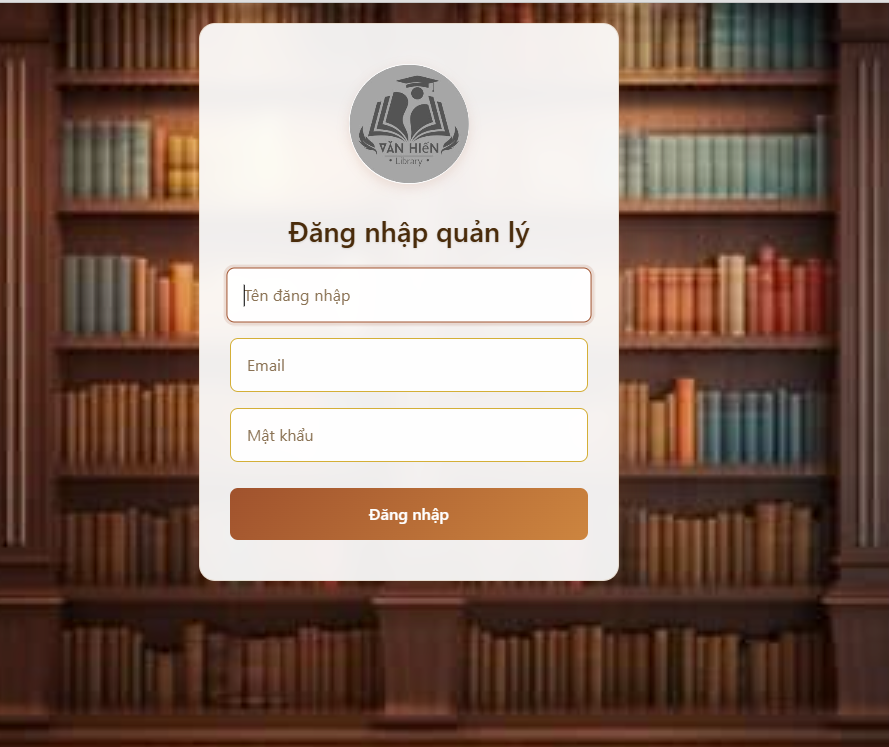 VĂN HIẾN
• Library •
Đăng nhập quản lý
Tên đăng nhập
Email
Mật khẩu
Đăng nhập